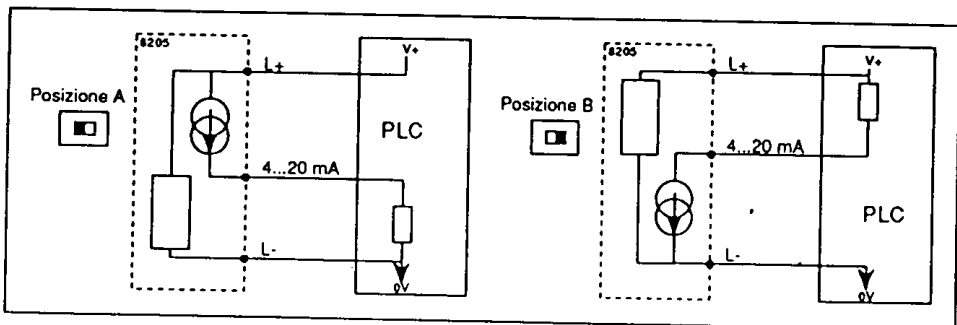 8205
L+
V+
Posizione A
PLC
4...20 mA
L-
0V
8205
L+
V+
Posizione B
4...20 mA
PLC
L-
0V